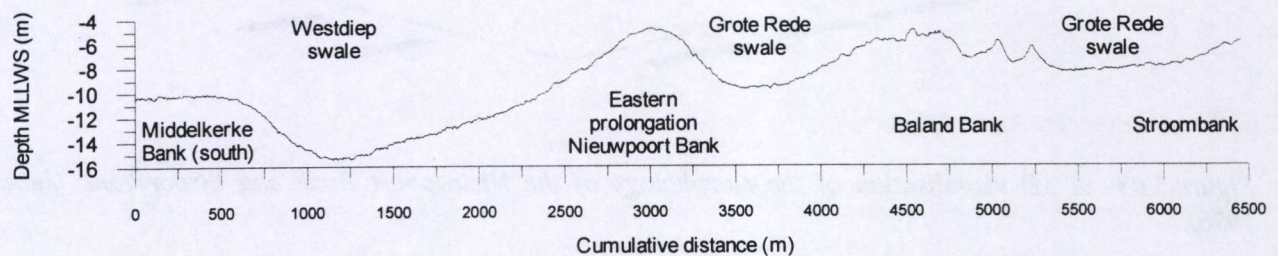 Depth MLLWS (m)
-4
-6
-8
-10
-12
-14
-16
Westdiep
swale
Grote Rede
swale
Grote Rede
swale
Middelkerke
Bank (south)
Eastern
prolongation
Nieuwpoort Bank
Baland Bank
Stroombank
0 500 1000 1500 2000 2500 3000 3500 4000 4500 5000 5500 6000 6500
Cumulative distance (m)